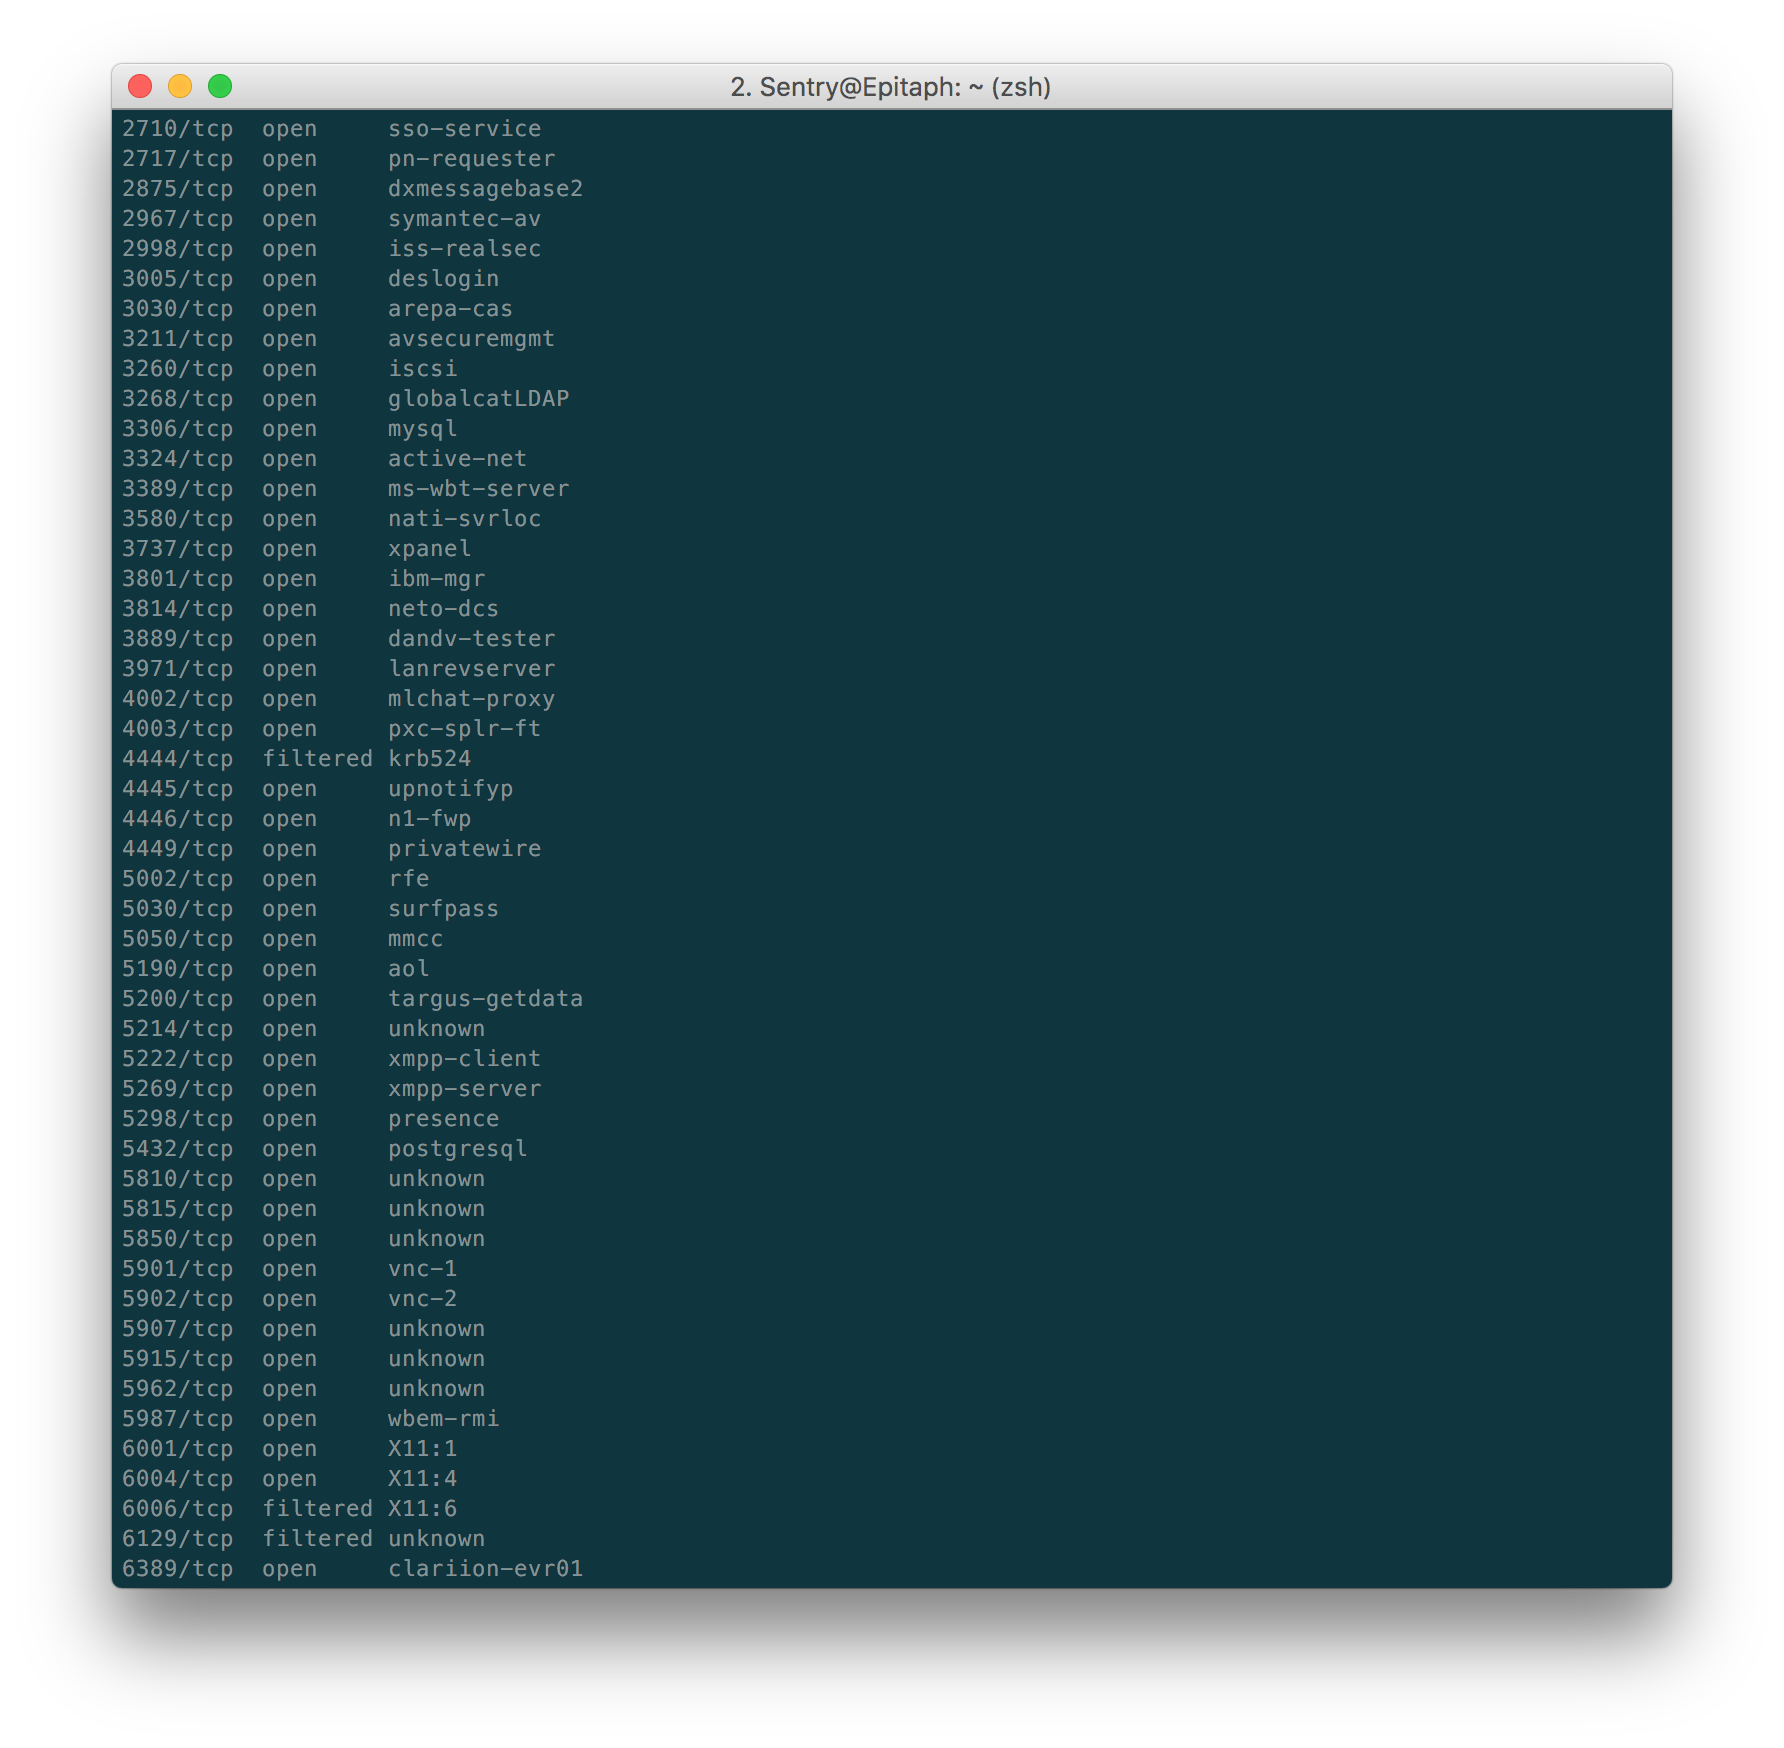 2. Sentry@Epitaph: ~ (zsh)
2710/tcp  open     sso-service
2717/tcp  open     pn-requester
2875/tcp  open     dxmessagebase2
2967/tcp  open     symantec-av
2998/tcp  open     iss-realsec
3005/tcp  open     deslogin
3030/tcp  open     arepa-cas
3211/tcp  open     avsecuremgmt
3260/tcp  open     iscsi
3268/tcp  open     globalcatLDAP
3306/tcp  open     mysql
3324/tcp  open     active-net
3389/tcp  open     ms-wbt-server
3580/tcp  open     nati-svrloc
3737/tcp  open     xpanel
3801/tcp  open     ibm-mgr
3814/tcp  open     neto-dcs
3889/tcp  open     dandv-tester
3971/tcp  open     lanrevserver
4002/tcp  open     mlchat-proxy
4003/tcp  open     pxc-splr-ft
4444/tcp  filtered krb524
4445/tcp  open     upnotifyp
4446/tcp  open     n1-fwp
4449/tcp  open     privatewire
5002/tcp  open     rfe
5030/tcp  open     surfpass
5050/tcp  open     mmcc
5190/tcp  open     aol
5200/tcp  open     targus-getdata
5214/tcp  open     unknown
5222/tcp  open     xmpp-client
5269/tcp  open     xmpp-server
5298/tcp  open     presence
5432/tcp  open     postgresql
5810/tcp  open     unknown
5815/tcp  open     unknown
5850/tcp  open     unknown
5901/tcp  open     vnc-1
5902/tcp  open     vnc-2
5907/tcp  open     unknown
5915/tcp  open     unknown
5962/tcp  open     unknown
5987/tcp  open     wbem-rmi
6001/tcp  open     X11:1
6004/tcp  open     X11:4
6006/tcp  filtered X11:6
6129/tcp  filtered unknown
6389/tcp  open     clariion-evr01